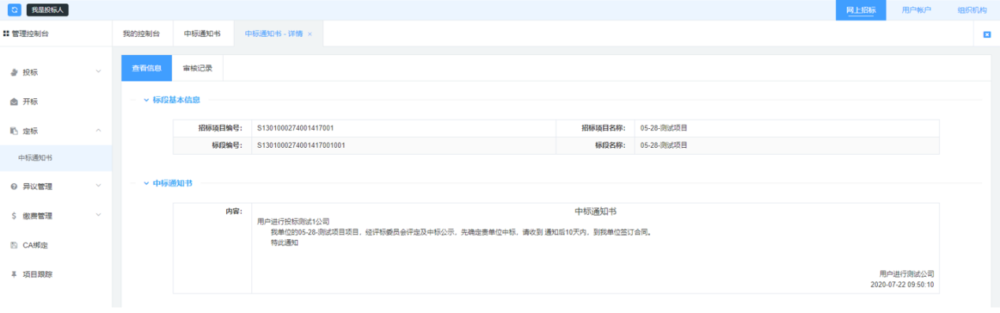 我是投标人
网上招标 用户帐户 组织机构
管理控制台
我的控制台 中标通知书 中标通知书 - 详情 ×
投标
开标
定标
中标通知书
异议管理
缴费管理
CA绑定
项目跟踪
查看信息 审核记录
标段基本信息
招标项目编号: S1301000274001417001 招标项目名称: 05-28-测试项目
标段编号: S1301000274001417001001 标段名称: 05-28-测试项目
中标通知书
内容: 中标通知书
用户进行投标测试1公司
我单位的05-28-测试项目项目，经评标委员会评定及中标公示，先确定贵单位中标，请收到 通知后10天内，到我单位签订合同。
特此通知
用户进行测试公司
2020-07-22 09:50:10